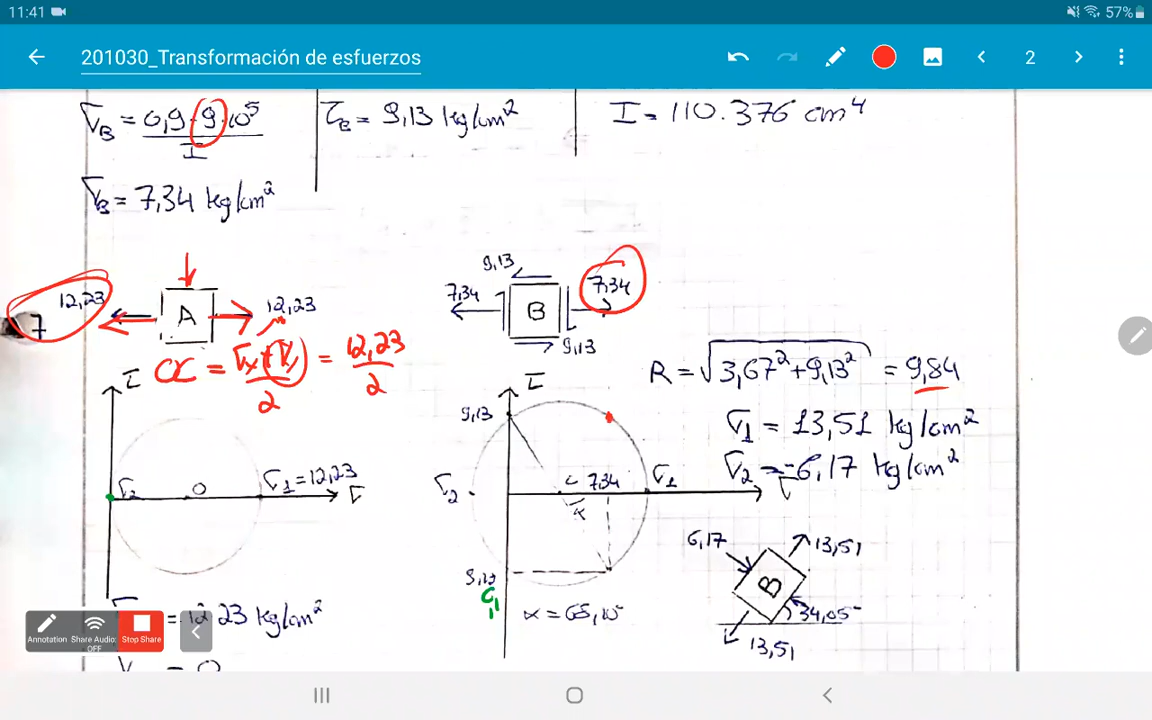 11:41 57%
201030_Transformación de esfuerzos 2
σB = 0,9·9·10⁵ / I
τB = 9,13 kg/cm²
I = 110.376 cm⁴
σB = 7,34 kg/cm²
12,23 A 12,23
9,13
7,34 B 7,34
9,13
OC = σx + σy / 2 = 12,23 / 2
R = √3,67² + 9,13² = 9,84
τ
τ
9,13
σ1 = 13,51 kg/cm²
σ2 = -6,17 kg/cm²
σ2 O σ1 = 12,23 σ
σ2 C 7,34 σ1 σ
α
6,17 13,51
B
9,13
34,05°
13,51
= 12,23 kg/cm²
α = 68,10°
= 0
Annotation Share Audio: OFF Stop Share